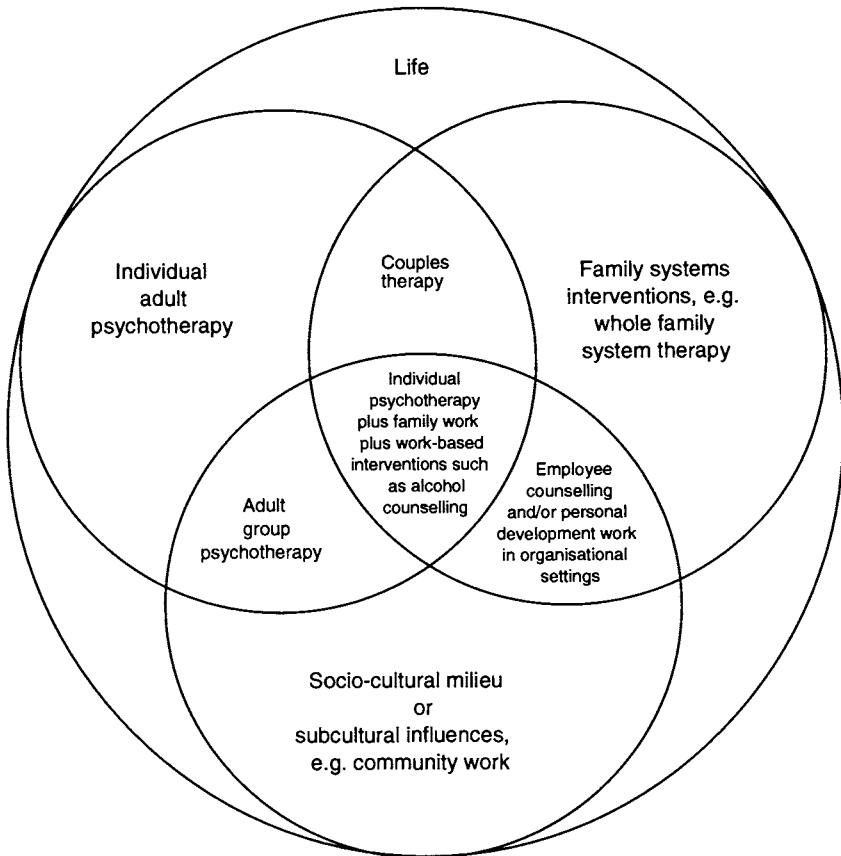 Life
Individual
adult
psychotherapy
Couples
therapy
Family systems
interventions, e.g.
whole family
system therapy
Individual
psychotherapy
plus family work
plus work-based
interventions such
as alcohol
counselling
Adult
group
psychotherapy
Employee
counselling
and/or personal
development work
in organisational
settings
Socio-cultural milieu
or
subcultural influences,
e.g. community work